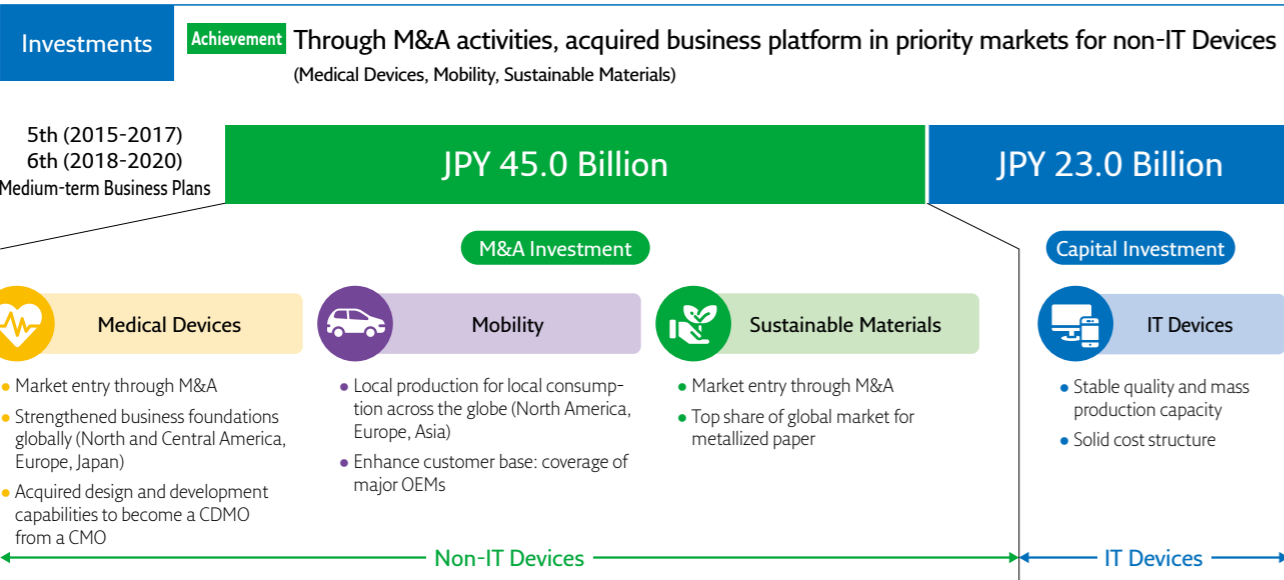 Investments
Achievement Through M&A activities, acquired business platform in priority markets for non-IT Devices
(Medical Devices, Mobility, Sustainable Materials)
5th (2015-2017)
6th (2018-2020)
Medium-term Business Plans
JPY 45.0 Billion
JPY 23.0 Billion
M&A Investment
Capital Investment
Medical Devices
• Market entry through M&A
• Strengthened business foundations
globally (North and Central America,
Europe, Japan)
• Acquired design and development
capabilities to become a CDMO
from a CMO
Mobility
• Local production for local consump-
tion across the globe (North America,
Europe, Asia)
• Enhance customer base: coverage of
major OEMs
Sustainable Materials
• Market entry through M&A
• Top share of global market for
metallized paper
IT Devices
• Stable quality and mass
production capacity
• Solid cost structure
Non-IT Devices
IT Devices